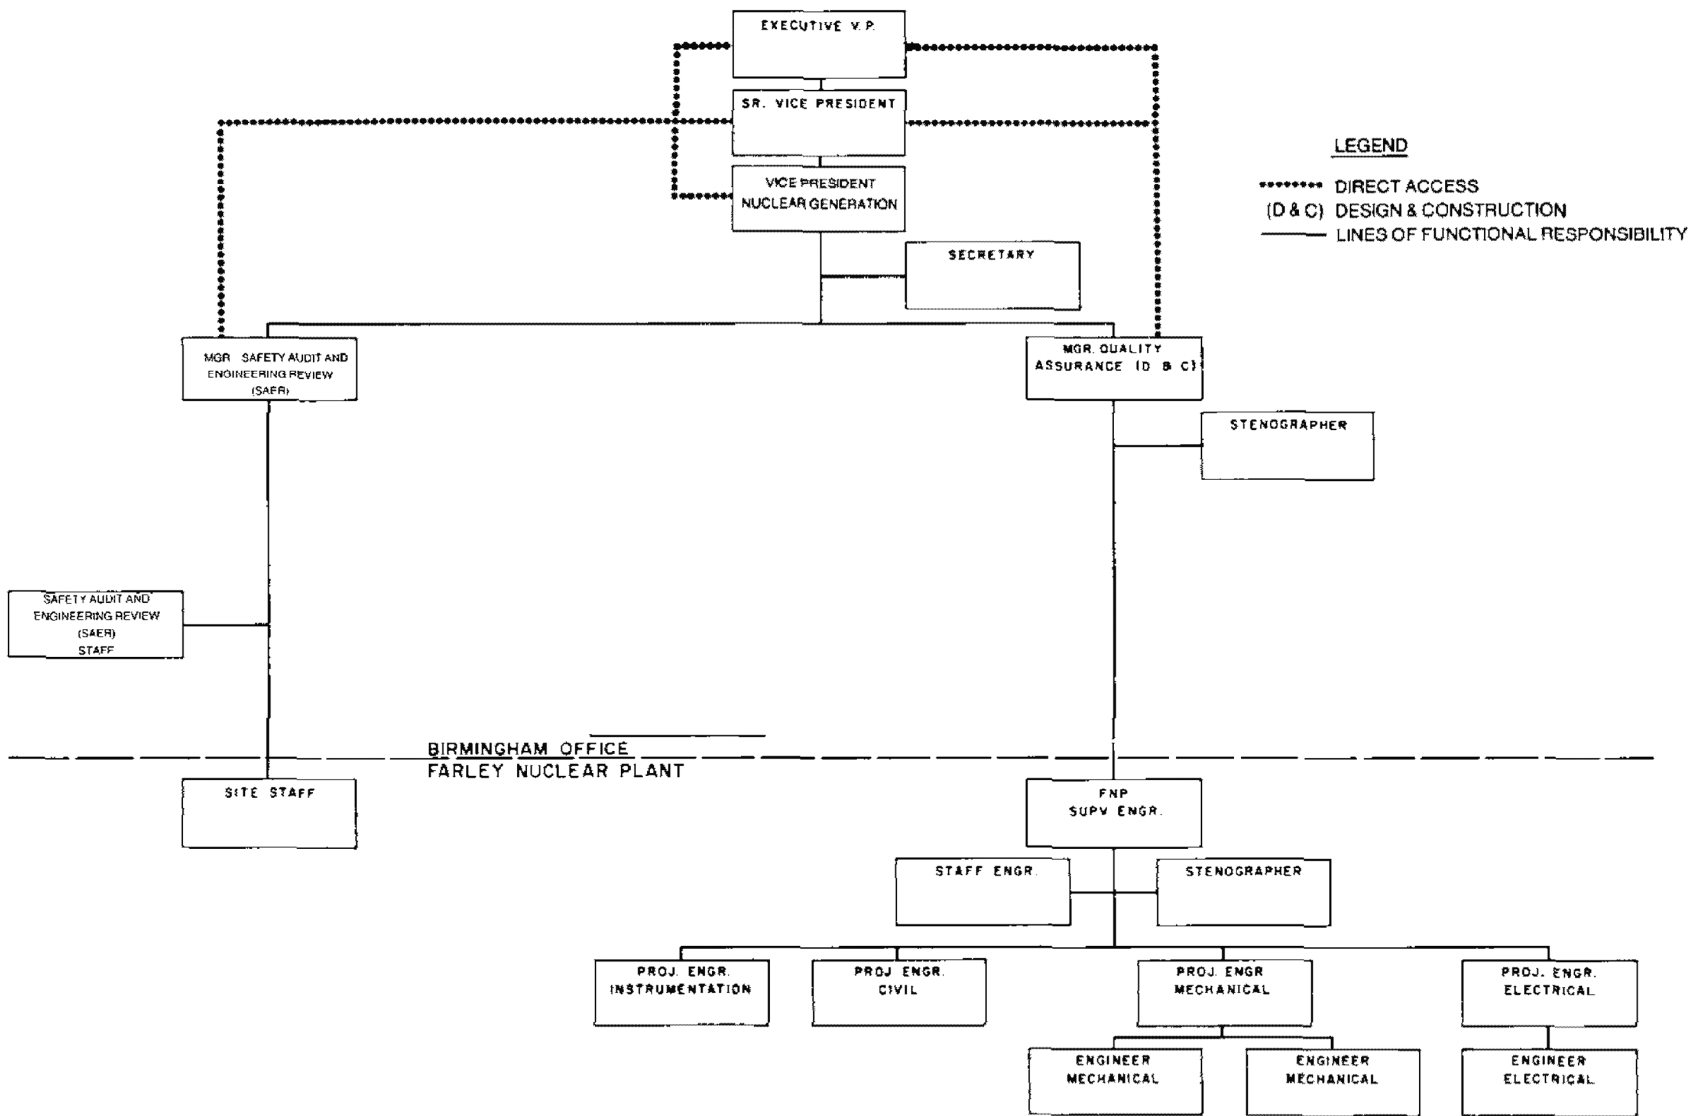 EXECUTIVE V.P.
SR. VICE PRESIDENT
VICE PRESIDENT
NUCLEAR GENERATION
SECRETARY
LEGEND
DIRECT ACCESS
(D & C) DESIGN & CONSTRUCTION
LINES OF FUNCTIONAL RESPONSIBILITY
MGR SAFETY AUDIT AND
ENGINEERING REVIEW
(SAER)
MGR. QUALITY
ASSURANCE (D & C)
STENOGRAPHER
SAFETY AUDIT AND
ENGINEERING REVIEW
(SAER)
STAFF
BIRMINGHAM OFFICE
FARLEY NUCLEAR PLANT
SITE STAFF
FNP
SUPV ENGR.
STAFF ENGR.
STENOGRAPHER
PROJ. ENGR.
INSTRUMENTATION
PROJ ENGR.
CIVIL
PROJ. ENGR
MECHANICAL
PROJ. ENGR.
ELECTRICAL
ENGINEER
MECHANICAL
ENGINEER
MECHANICAL
ENGINEER
ELECTRICAL